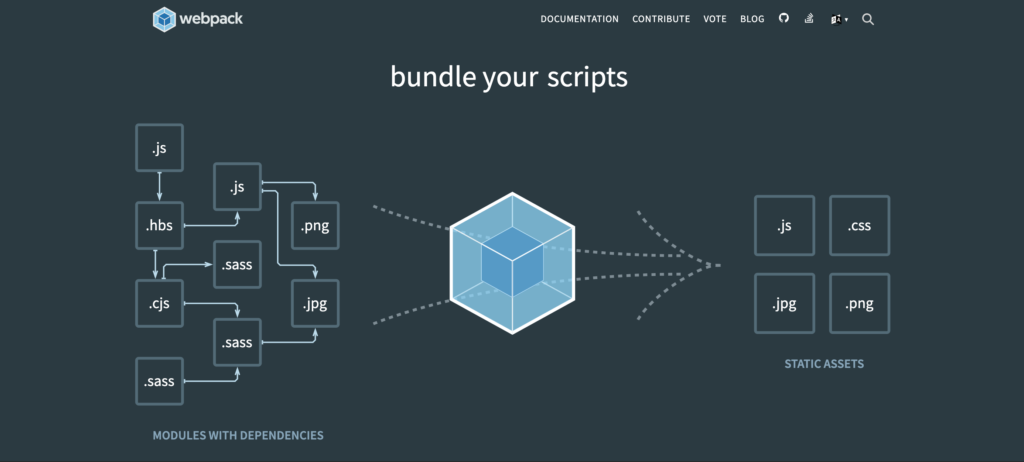 webpack
DOCUMENTATION CONTRIBUTE VOTE BLOG
bundle your scripts
.js
.js
.hbs
.png
.sass
.cjs
.jpg
.sass
.sass
MODULES WITH DEPENDENCIES
.js .css
.jpg .png
STATIC ASSETS